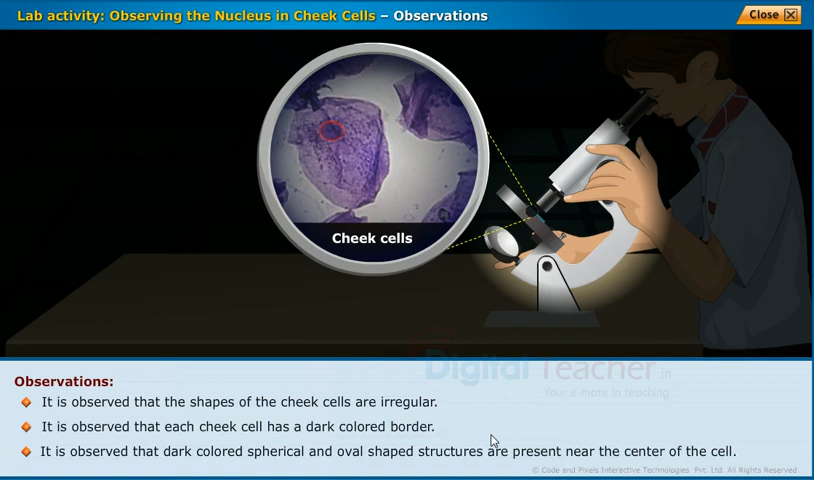 Lab activity: Observing the Nucleus in Cheek Cells – Observations
Close
Cheek cells
Digital Teacher.in
Your e-mate in teaching
Observations:
It is observed that the shapes of the cheek cells are irregular.
It is observed that each cheek cell has a dark colored border.
It is observed that dark colored spherical and oval shaped structures are present near the center of the cell.
© Code and Pixels Interactive Technologies Pvt. Ltd. All Rights Reserved.